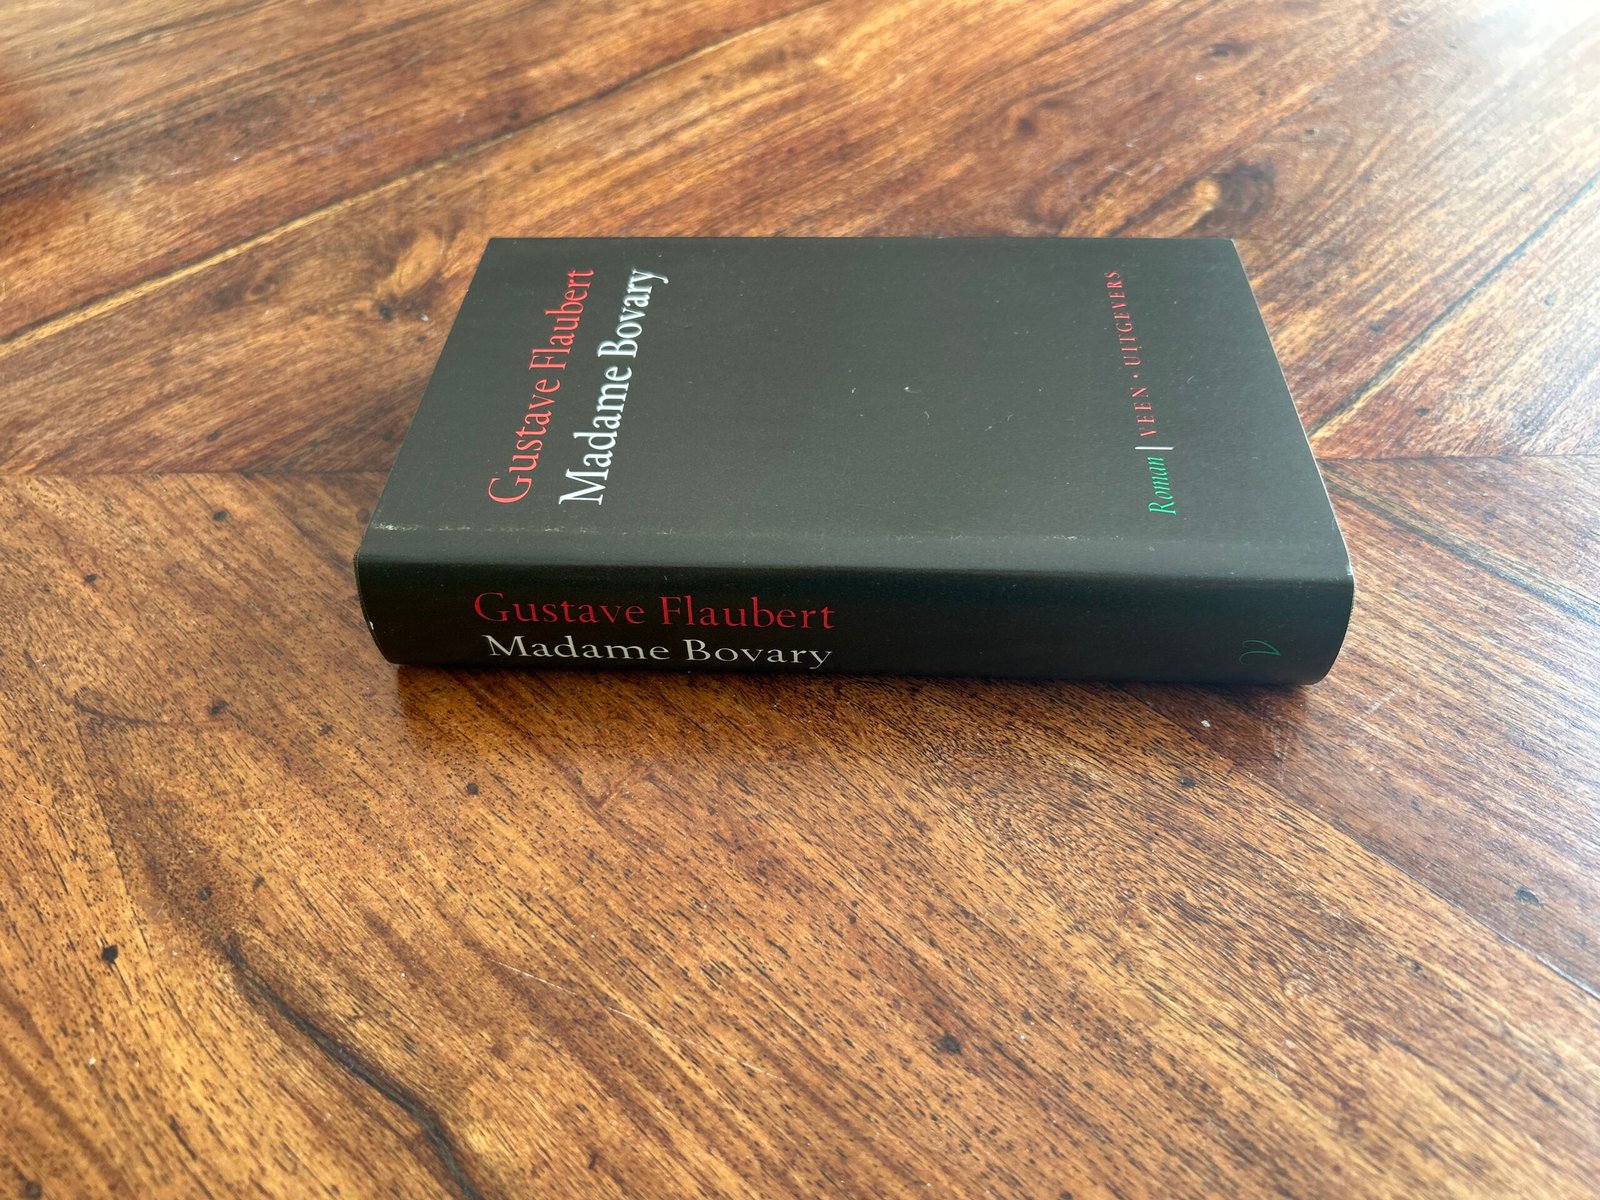 Gustave Flaubert
Madame Bovary
Roman | VEEN • UITGEVERS
Gustave Flaubert
Madame Bovary
V